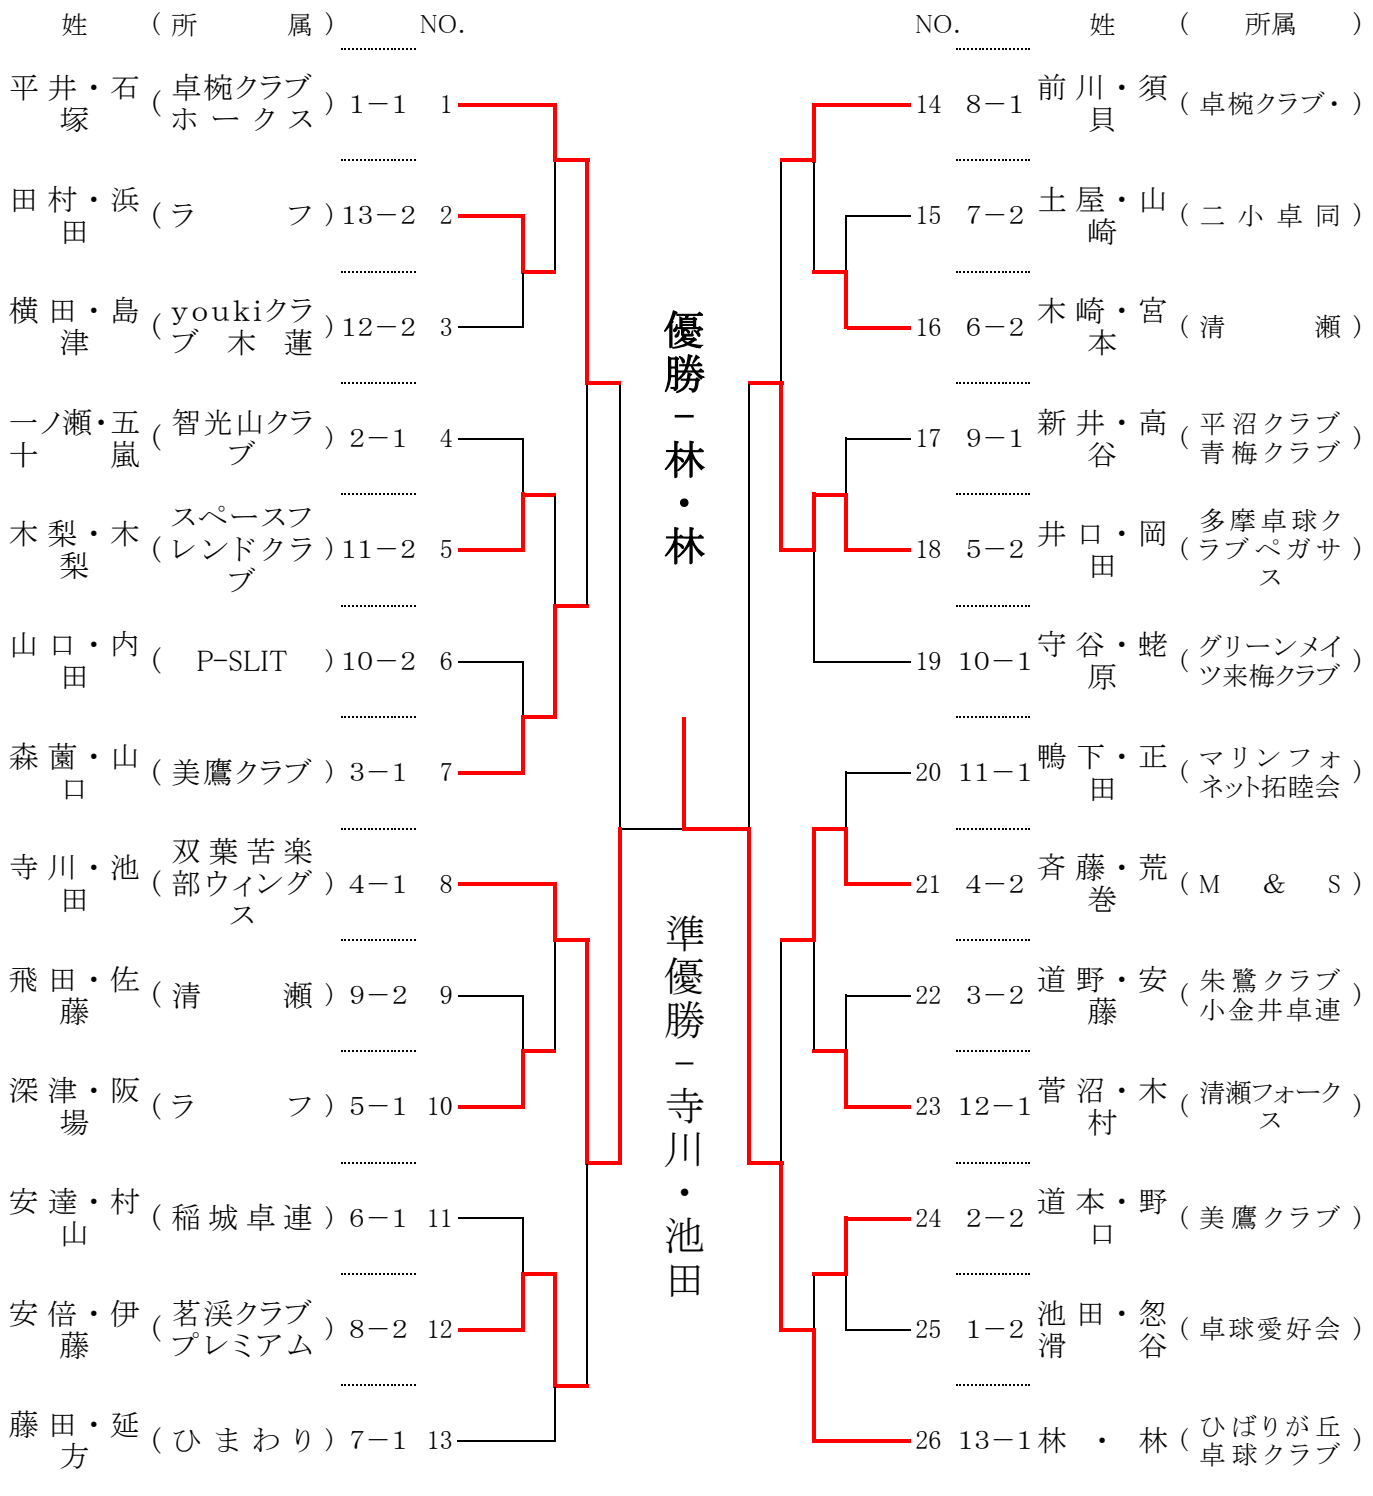 姓 （ 所 属 ） NO.
平 井 ・ 石
塚
（ 卓椀クラブ
ホ ー ク ス ） 1－1 1
田 村 ・ 浜
田
（ ラ フ ） 13－2 2
横 田 ・ 島
津
（ youkiクラ
ブ 木 蓮 ） 12－2 3
一ノ瀬・五
十 嵐
（ 智光山クラ
ブ ） 2－1 4
木 梨 ・ 木
梨
（ スペースフ
レンドクラ
ブ ） 11－2 5
山 口 ・ 内
田
（ P-SLIT ） 10－2 6
森 薗 ・ 山
口
（ 美鷹クラブ ） 3－1 7
寺 川 ・ 池
田
（ 双 葉 苦 楽
部ウィング
ス ） 4－1 8
飛 田 ・ 佐
藤
（ 清 瀬 ） 9－2 9
深 津 ・ 阪
場
（ ラ フ ） 5－1 10
安 達 ・ 村
山
（ 稲 城 卓 連 ） 6－1 11
安 倍 ・ 伊
藤
（ 茗渓クラブ
プレミアム ） 8－2 12
藤 田 ・ 延
方
（ ひ ま わ り ） 7－1 13
優勝－林・林
準優勝－寺川・池田
NO. 姓 （ 所属 ）
14 8－1 前 川 ・ 須
貝
（ 卓椀クラブ・ ）
15 7－2 土 屋 ・ 山
崎
（ 二 小 卓 同 ）
16 6－2 木 崎 ・ 宮
本
（ 清 瀬 ）
17 9－1 新 井 ・ 高
谷
（ 平 沼 クラブ
青 梅 クラブ ）
18 5－2 井 口 ・ 岡
田
（ 多 摩 卓 球 ク
ラ ブ ペ ガ サ
ス ）
19 10－1 守 谷 ・ 蛯
原
（ グリーンメイ
ツ来梅クラブ ）
20 11－1 鴨 下 ・ 正
田
（ マ リ ン フ ォ
ネット拓睦会 ）
21 4－2 斉 藤 ・ 荒
巻
（ M ＆ S ）
22 3－2 道 野 ・ 安
藤
（ 朱 鷺 クラブ
小 金 井 卓 連 ）
23 12－1 菅 沼 ・ 木
村
（ 清瀬フォーク
ス ）
24 2－2 道 本 ・ 野
口
（ 美 鷹 クラブ ）
25 1－2 池 田 ・ 忽
滑 谷
（ 卓球愛好会 ）
26 13－1 林 ・ 林
（ ひ ばり が 丘
卓 球 クラブ ）